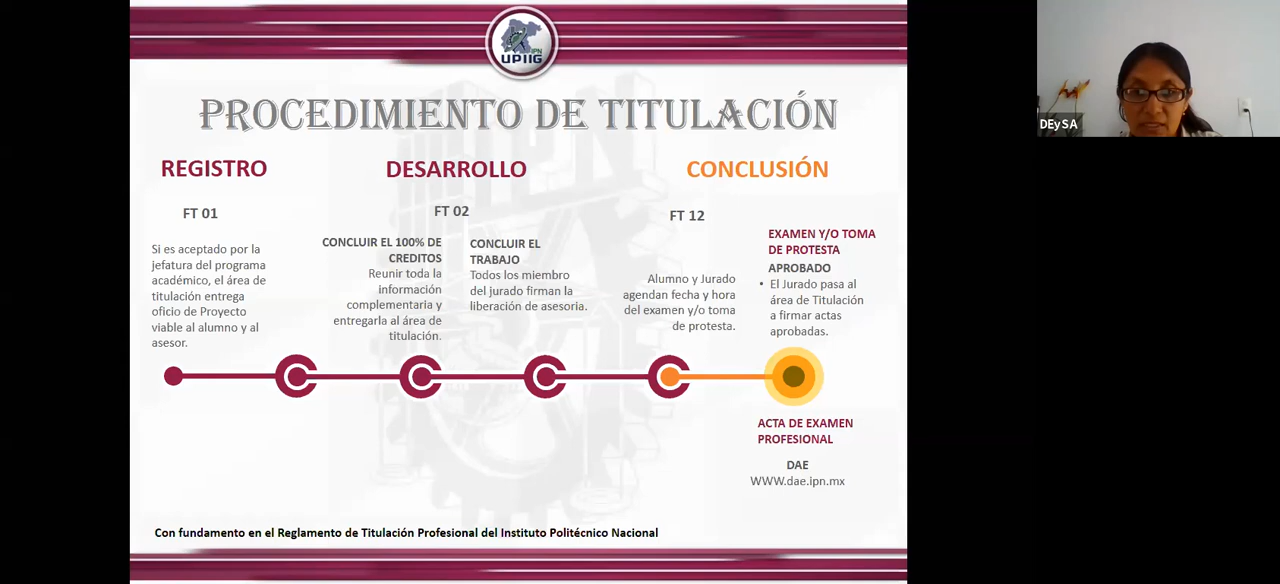 IPN
UPIIG
PROCEDIMIENTO DE TITULACIÓN
REGISTRO
DESARROLLO
CONCLUSIÓN
FT 01
Si es aceptado por la
jefatura del programa
académico, el área de
titulación entrega
oficio de Proyecto
viable al alumno y al
asesor.
FT 02
CONCLUIR EL 100% DE
CREDITOS
Reunir toda la
información
complementaria y
entregarla al área de
titulación.
CONCLUIR EL
TRABAJO
Todos los miembro
del jurado firman la
liberación de asesoria.
FT 12
Alumno y Jurado
agendan fecha y hora
del examen y/o toma
de protesta.
EXAMEN Y/O TOMA
DE PROTESTA
APROBADO
• El Jurado pasa al
área de Titulación
a firmar actas
aprobadas.
ACTA DE EXAMEN
PROFESIONAL
DAE
WWW.dae.ipn.mx
Con fundamento en el Reglamento de Titulación Profesional del Instituto Politécnico Nacional
DEySA